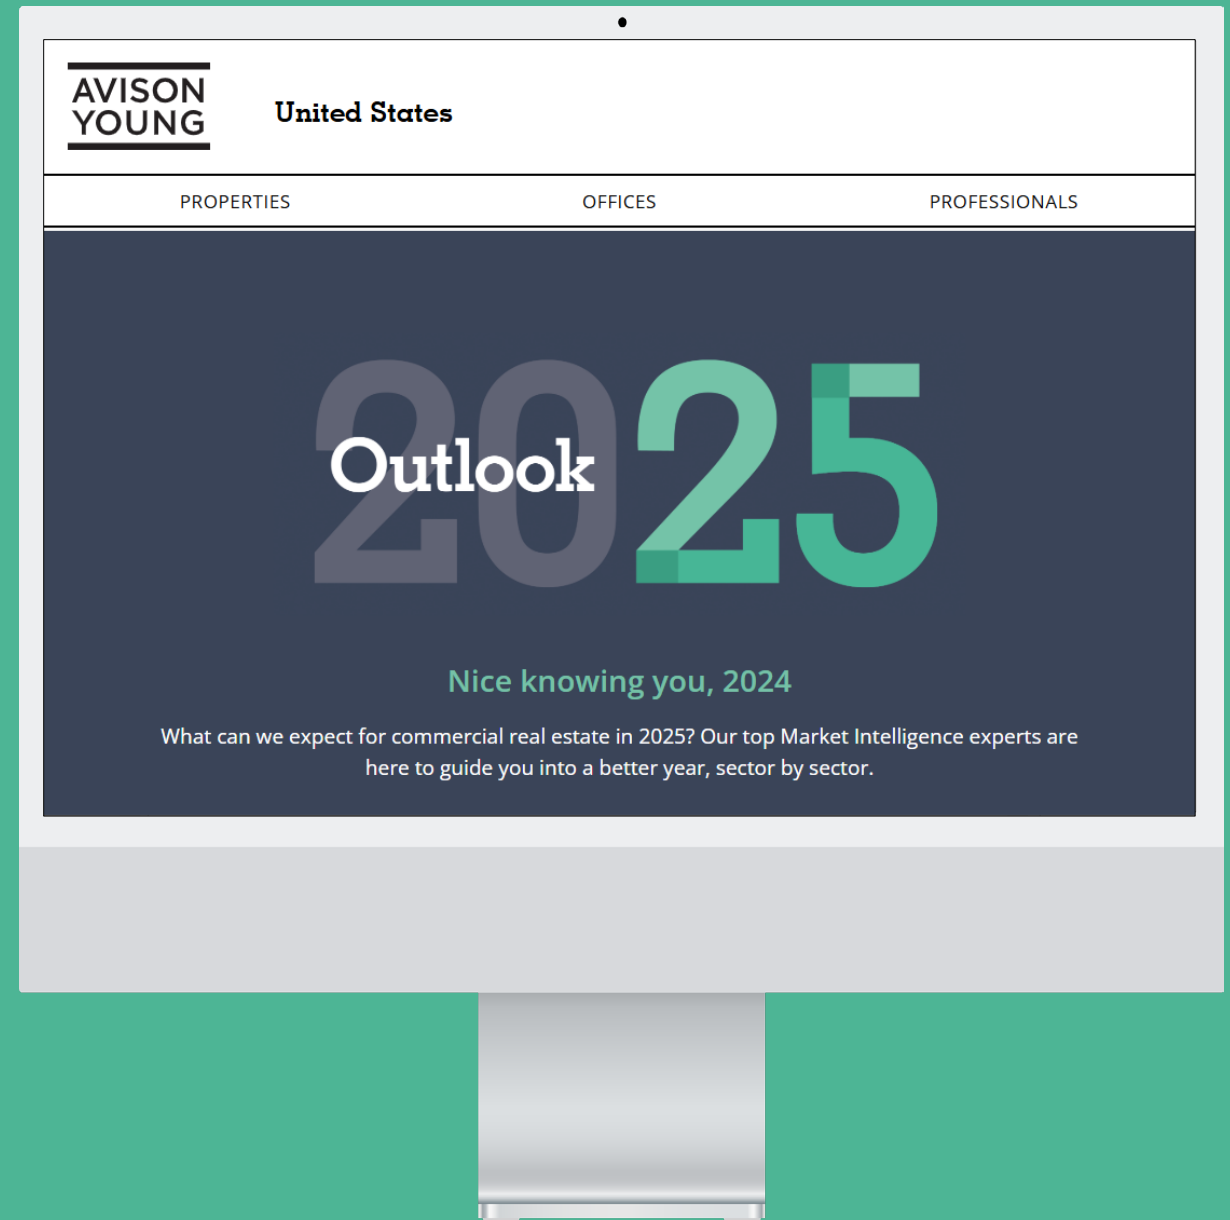 AVISON
YOUNG
United States
PROPERTIES
OFFICES
PROFESSIONALS
2025
Outlook
Nice knowing you, 2024
What can we expect for commercial real estate in 2025? Our top Market Intelligence experts are
here to guide you into a better year, sector by sector.